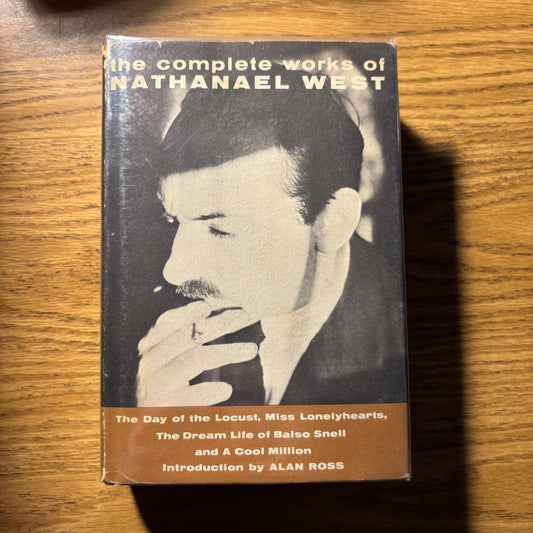 the complete works of
NATHANAEL WEST
The Day of the Locust, Miss Lonelyhearts,
The Dream Life of Balso Snell
and A Cool Million
Introduction by ALAN ROSS